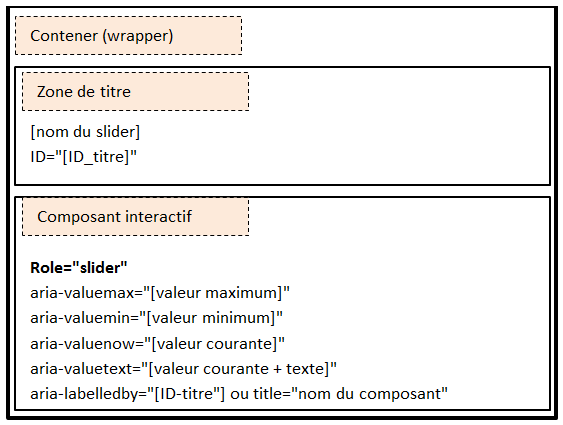 Contener (wrapper)
Zone de titre
[nom du slider]
ID="[ID_titre]"
Composant interactif
Role="slider"
aria-valuemax="[valeur maximum]"
aria-valuemin="[valeur minimum]"
aria-valuenow="[valeur courante]"
aria-valuetext="[valeur courante + texte]"
aria-labelledby="[ID-titre"] ou title="nom du composant"